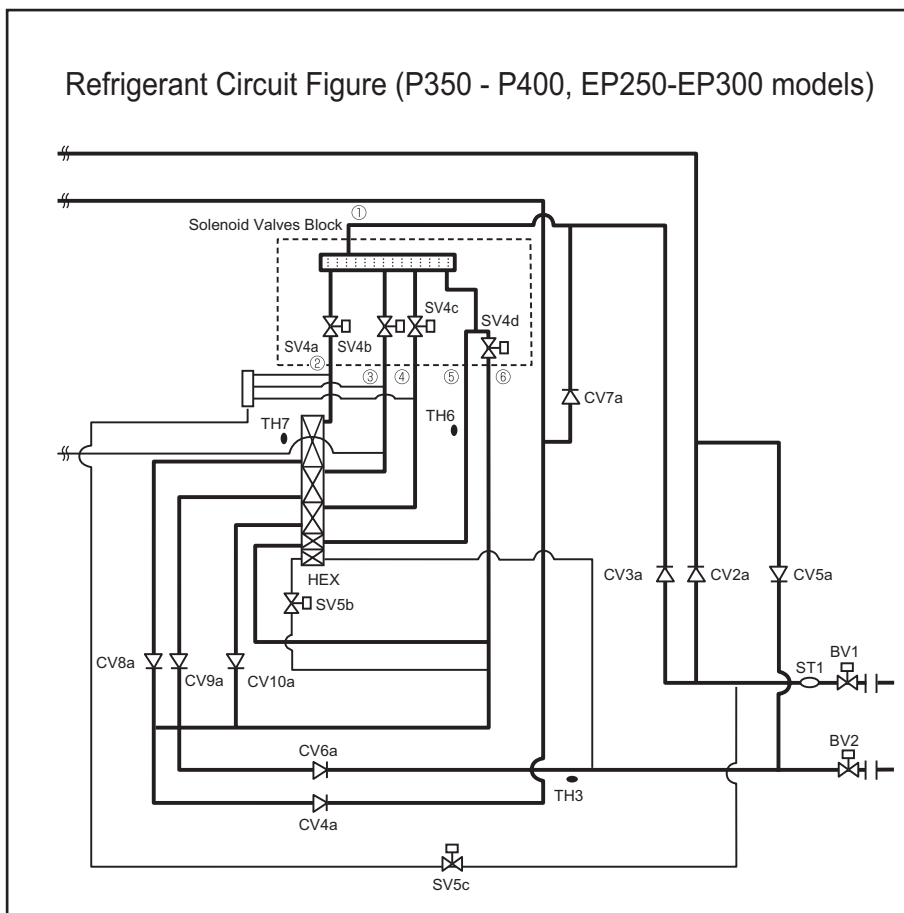 Refrigerant Circuit Figure (P350 - P400, EP250-EP300 models)
①
Solenoid Valves Block
SV4c
SV4d
SV4a
SV4b
②
③
④
⑤
⑥
CV7a
TH7
TH6
HEX
SV5b
CV3a
CV2a
CV5a
CV8a
CV9a
CV10a
ST1
BV1
CV6a
BV2
TH3
CV4a
SV5c